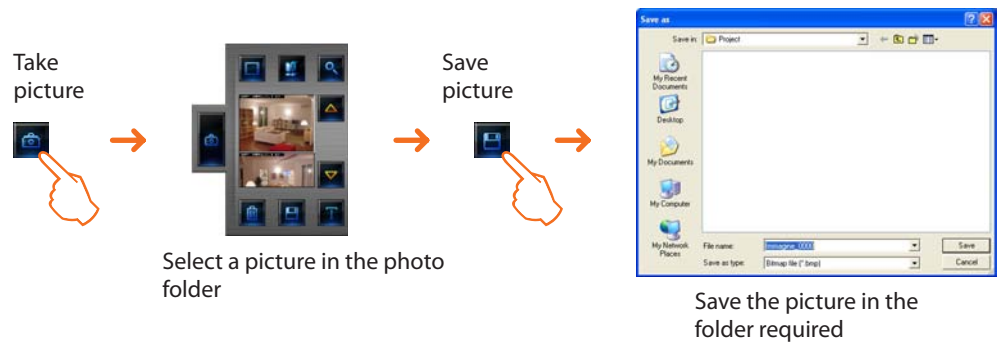 Take
picture
Select a picture in the photo
folder
Save
picture
Save as
Save in:
Project
My Recent
Documents
Desktop
My Documents
My Computer
My Network
Places
File name:
Immagine_0000
Save
Save as type:
Bitmap file (*.bmp)
Cancel
Save the picture in the
folder required